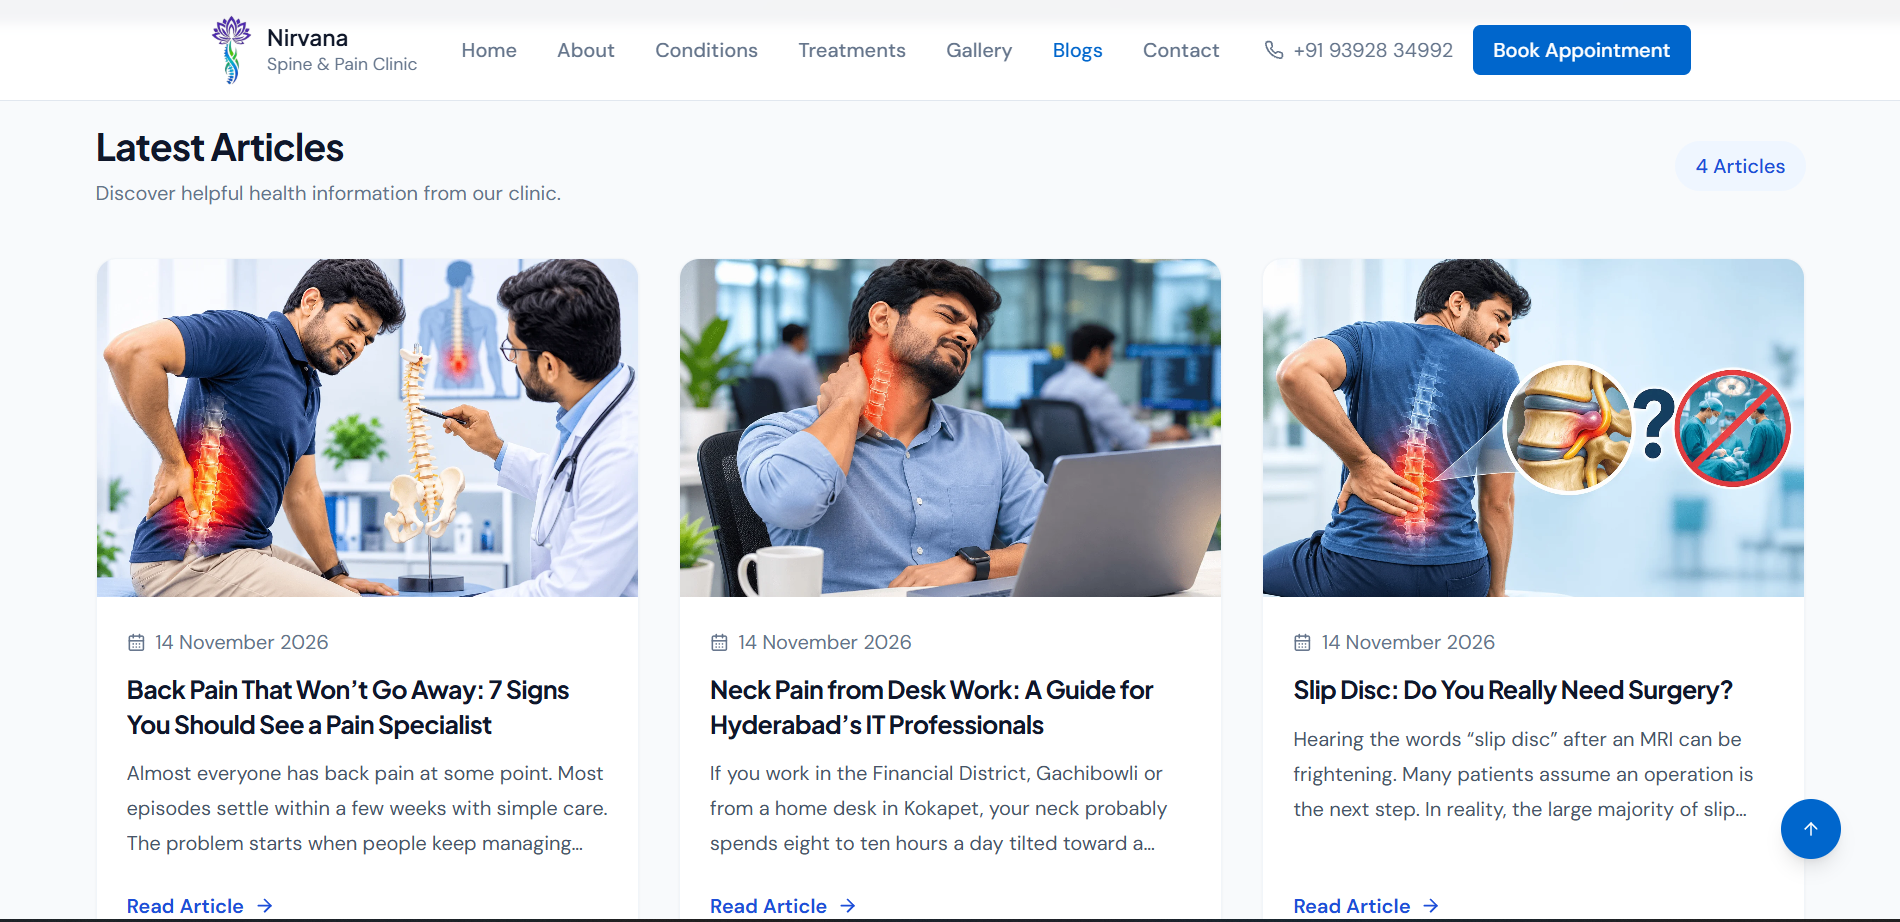 Nirvana
Spine & Pain Clinic
Home
About
Conditions
Treatments
Gallery
Blogs
Contact
+91 93928 34992
Book Appointment
Latest Articles
Discover helpful health information from our clinic.
4 Articles
?
14 November 2026
Back Pain That Won’t Go Away: 7 Signs
You Should See a Pain Specialist
Almost everyone has back pain at some point. Most
episodes settle within a few weeks with simple care.
The problem starts when people keep managing...
Read Article
14 November 2026
Neck Pain from Desk Work: A Guide for
Hyderabad’s IT Professionals
If you work in the Financial District, Gachibowli or
from a home desk in Kokapet, your neck probably
spends eight to ten hours a day tilted toward a...
Read Article
14 November 2026
Slip Disc: Do You Really Need Surgery?
Hearing the words “slip disc” after an MRI can be
frightening. Many patients assume an operation is
the next step. In reality, the large majority of slip...
Read Article